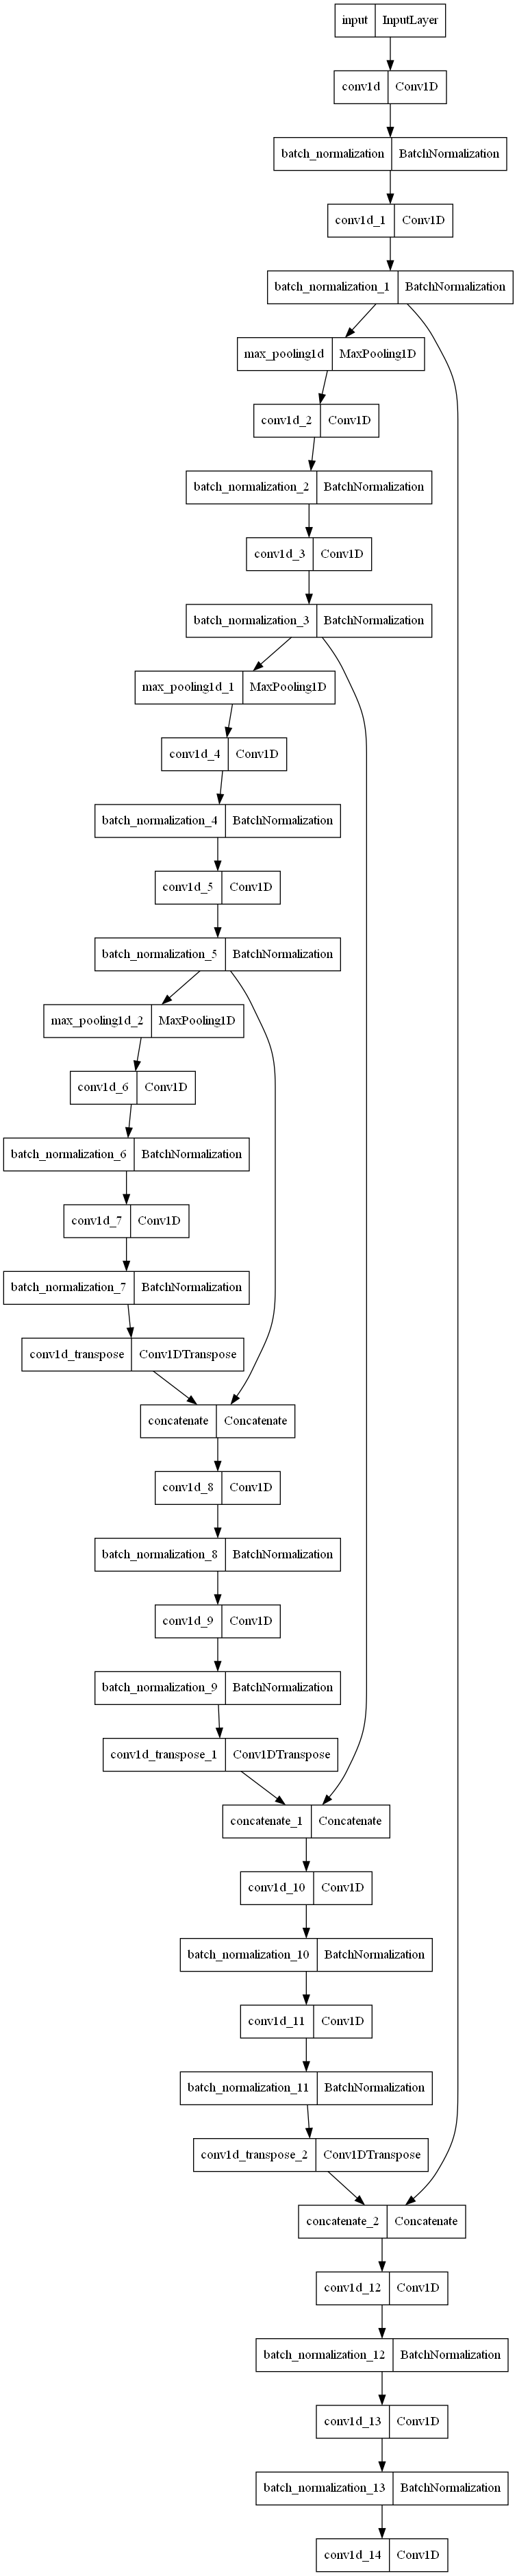 input InputLayer
conv1d Conv1D
batch_normalization BatchNormalization
conv1d_1 Conv1D
batch_normalization_1 BatchNormalization
max_pooling1d MaxPooling1D
conv1d_2 Conv1D
batch_normalization_2 BatchNormalization
conv1d_3 Conv1D
batch_normalization_3 BatchNormalization
max_pooling1d_1 MaxPooling1D
conv1d_4 Conv1D
batch_normalization_4 BatchNormalization
conv1d_5 Conv1D
batch_normalization_5 BatchNormalization
max_pooling1d_2 MaxPooling1D
conv1d_6 Conv1D
batch_normalization_6 BatchNormalization
conv1d_7 Conv1D
batch_normalization_7 BatchNormalization
conv1d_transpose Conv1DTranspose
concatenate Concatenate
conv1d_8 Conv1D
batch_normalization_8 BatchNormalization
conv1d_9 Conv1D
batch_normalization_9 BatchNormalization
conv1d_transpose_1 Conv1DTranspose
concatenate_1 Concatenate
conv1d_10 Conv1D
batch_normalization_10 BatchNormalization
conv1d_11 Conv1D
batch_normalization_11 BatchNormalization
conv1d_transpose_2 Conv1DTranspose
concatenate_2 Concatenate
conv1d_12 Conv1D
batch_normalization_12 BatchNormalization
conv1d_13 Conv1D
batch_normalization_13 BatchNormalization
conv1d_14 Conv1D